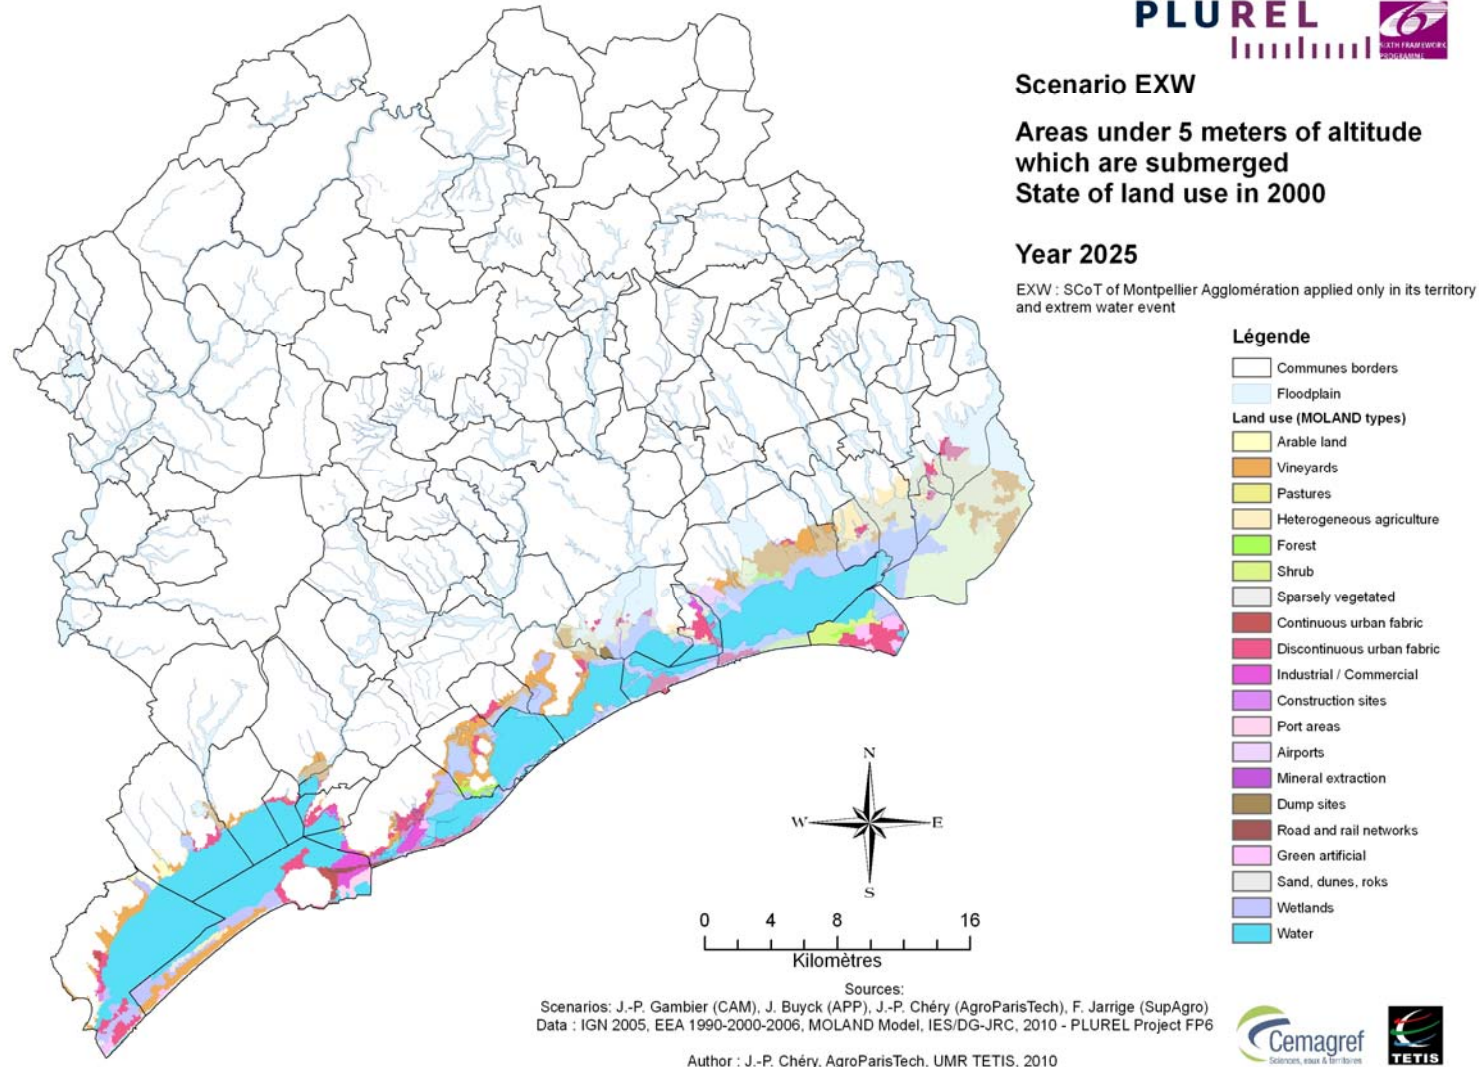 PLUREL
SIXTH FRAMEWORK
PROGRAMME
Scenario EXW
Areas under 5 meters of altitude
which are submerged
State of land use in 2000
Year 2025
EXW : SCoT of Montpellier Agglomération applied only in its territory
and extrem water event
Légende
Communes borders
Floodplain
Land use (MOLAND types)
Arable land
Vineyards
Pastures
Heterogeneous agriculture
Forest
Shrub
Sparsely vegetated
Continuous urban fabric
Discontinuous urban fabric
Industrial / Commercial
Construction sites
Port areas
Airports
Mineral extraction
Dump sites
Road and rail networks
Green artificial
Sand, dunes, roks
Wetlands
Water
N
W E
S
0 4 8 16
Kilomètres
Sources:
Scenarios: J.-P. Gambier (CAM), J. Buyck (APP), J.-P. Chéry (AgroParisTech), F. Jarrige (SupAgro)
Data : IGN 2005, EEA 1990-2000-2006, MOLAND Model, IES/DG-JRC, 2010 - PLUREL Project FP6
Author : J.-P. Chéry, AgroParisTech, UMR TETIS, 2010
Cemagref
Sciences, eaux & territoires
TETIS